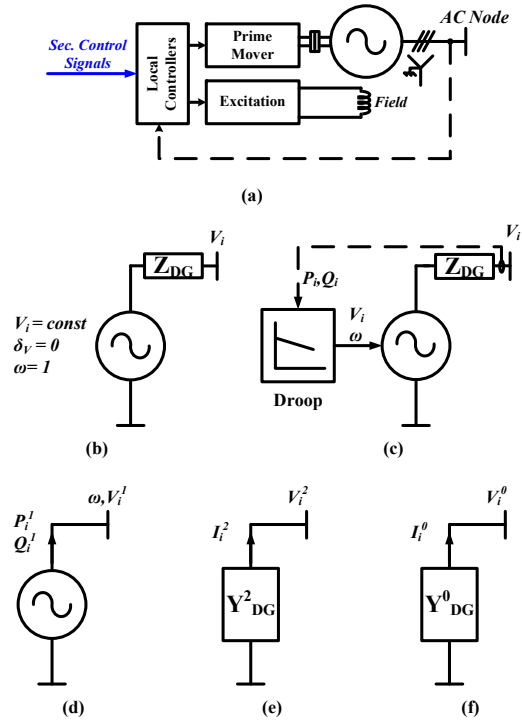 AC Node
Sec. Control
Signals
Local
Controllers
Prime
Mover
Excitation
Field
(a)
V_i
Z_DG
V_i = const
δ_V = 0
ω= 1
(b)
V_i
Z_DG
P_i,Q_i
V_i
ω
Droop
(c)
ω,V_i^1
P_i^1
Q_i^1
(d)
V_i^2
I_i^2
Y^2_DG
(e)
V_i^0
I_i^0
Y^0_DG
(f)